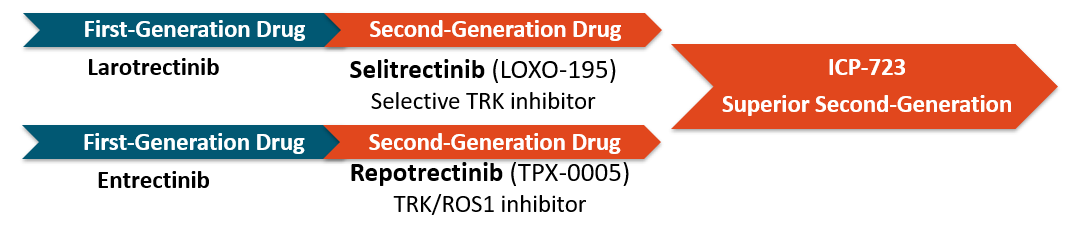 First-Generation Drug
Second-Generation Drug
Larotrectinib
Selitrectinib (LOXO-195)
Selective TRK inhibitor
First-Generation Drug
Second-Generation Drug
Entrectinib
Repotrectinib (TPX-0005)
TRK/ROS1 inhibitor
ICP-723
Superior Second-Generation